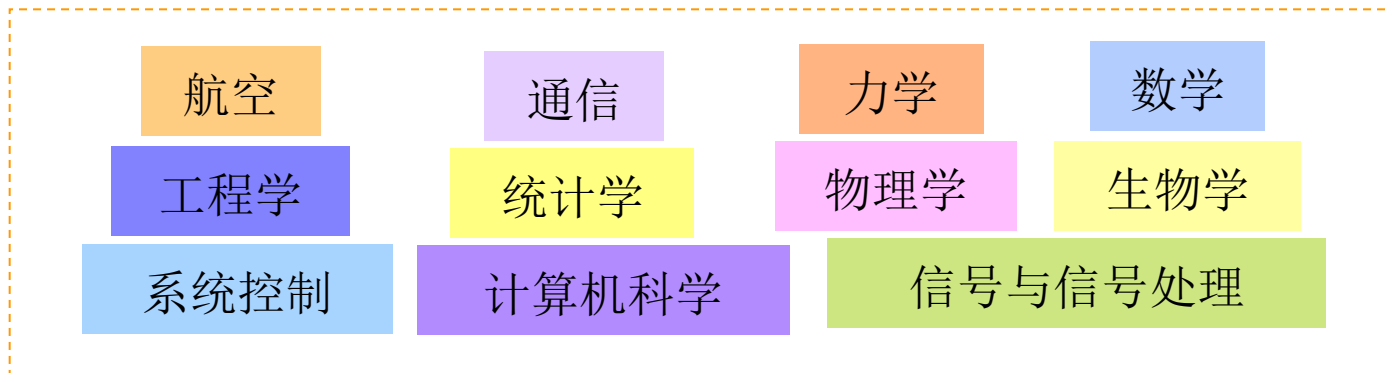 航空
通信
力学
数学
工程学
统计学
物理学
生物学
系统控制
计算机科学
信号与信号处理